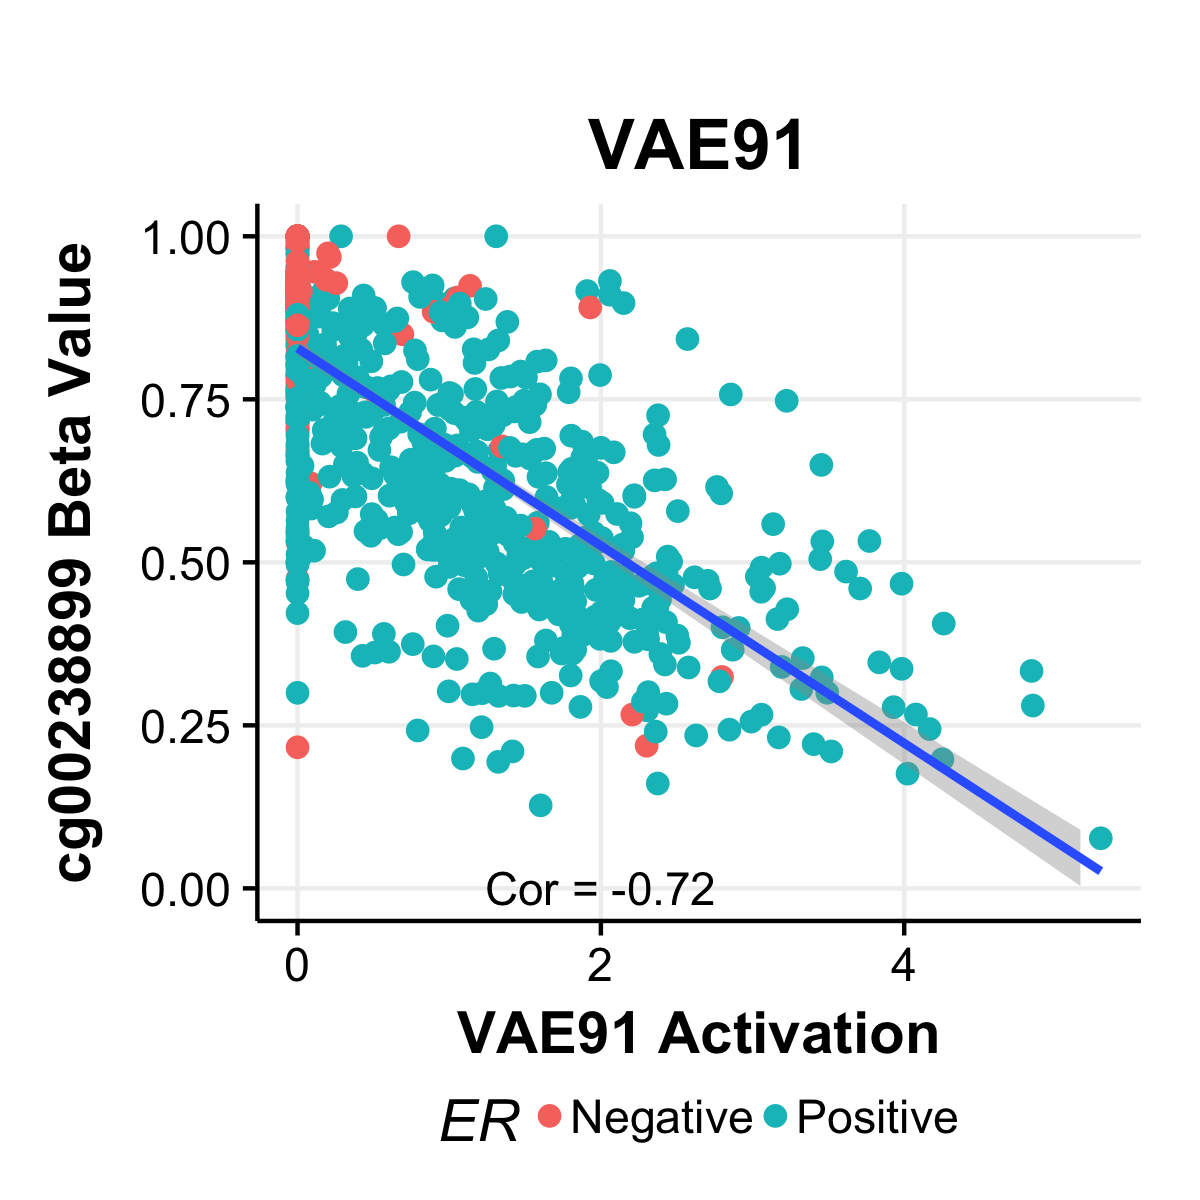 VAE91
cg00238899 Beta Value
1.00
0.75
0.50
0.25
0.00
Cor = -0.72
0 2 4
VAE91 Activation
ER Negative Positive